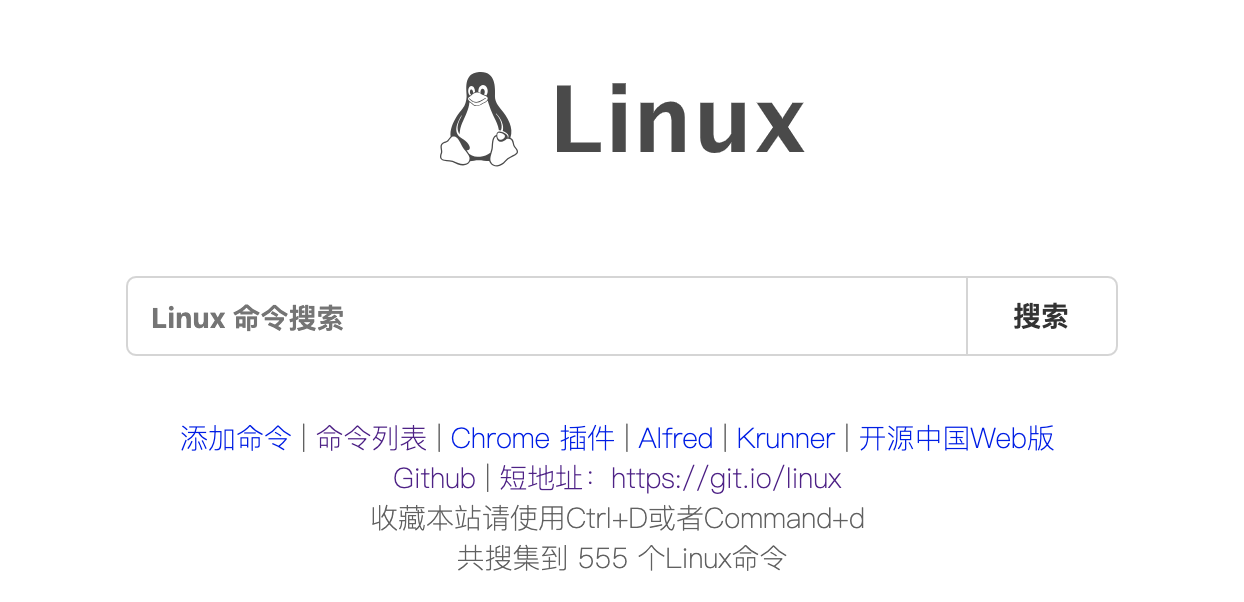 Linux
Linux 命令搜索 搜索
添加命令 | 命令列表 | Chrome 插件 | Alfred | Krunner | 开源中国Web版
Github | 短地址：https://git.io/linux
收藏本站请使用Ctrl+D或者Command+d
共搜集到 555 个Linux命令